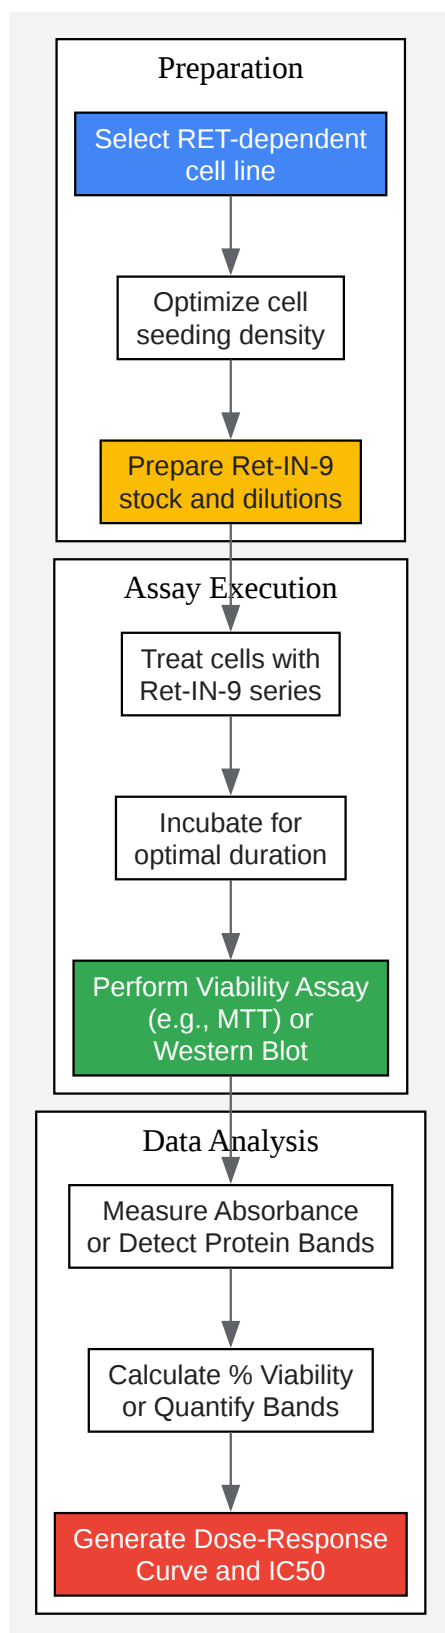 Preparation
Select RET-dependent
cell line
Optimize cell
seeding density
Prepare Ret-IN-9
stock and dilutions
Assay Execution
Treat cells with
Ret-IN-9 series
Incubate for
optimal duration
Perform Viability Assay
(e.g., MTT) or
Western Blot
Data Analysis
Measure Absorbance
or Detect Protein Bands
Calculate % Viability
or Quantify Bands
Generate Dose-Response
Curve and IC50